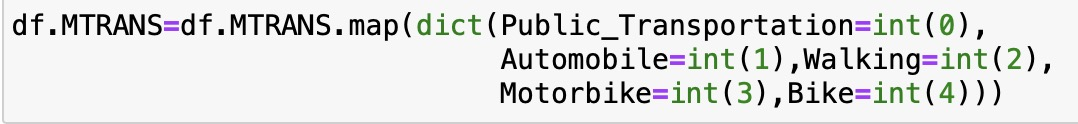 df.MTRANS=df.MTRANS.map(dict(Public_Transportation=int(0),
Automobile=int(1),Walking=int(2),
Motorbike=int(3),Bike=int(4)))